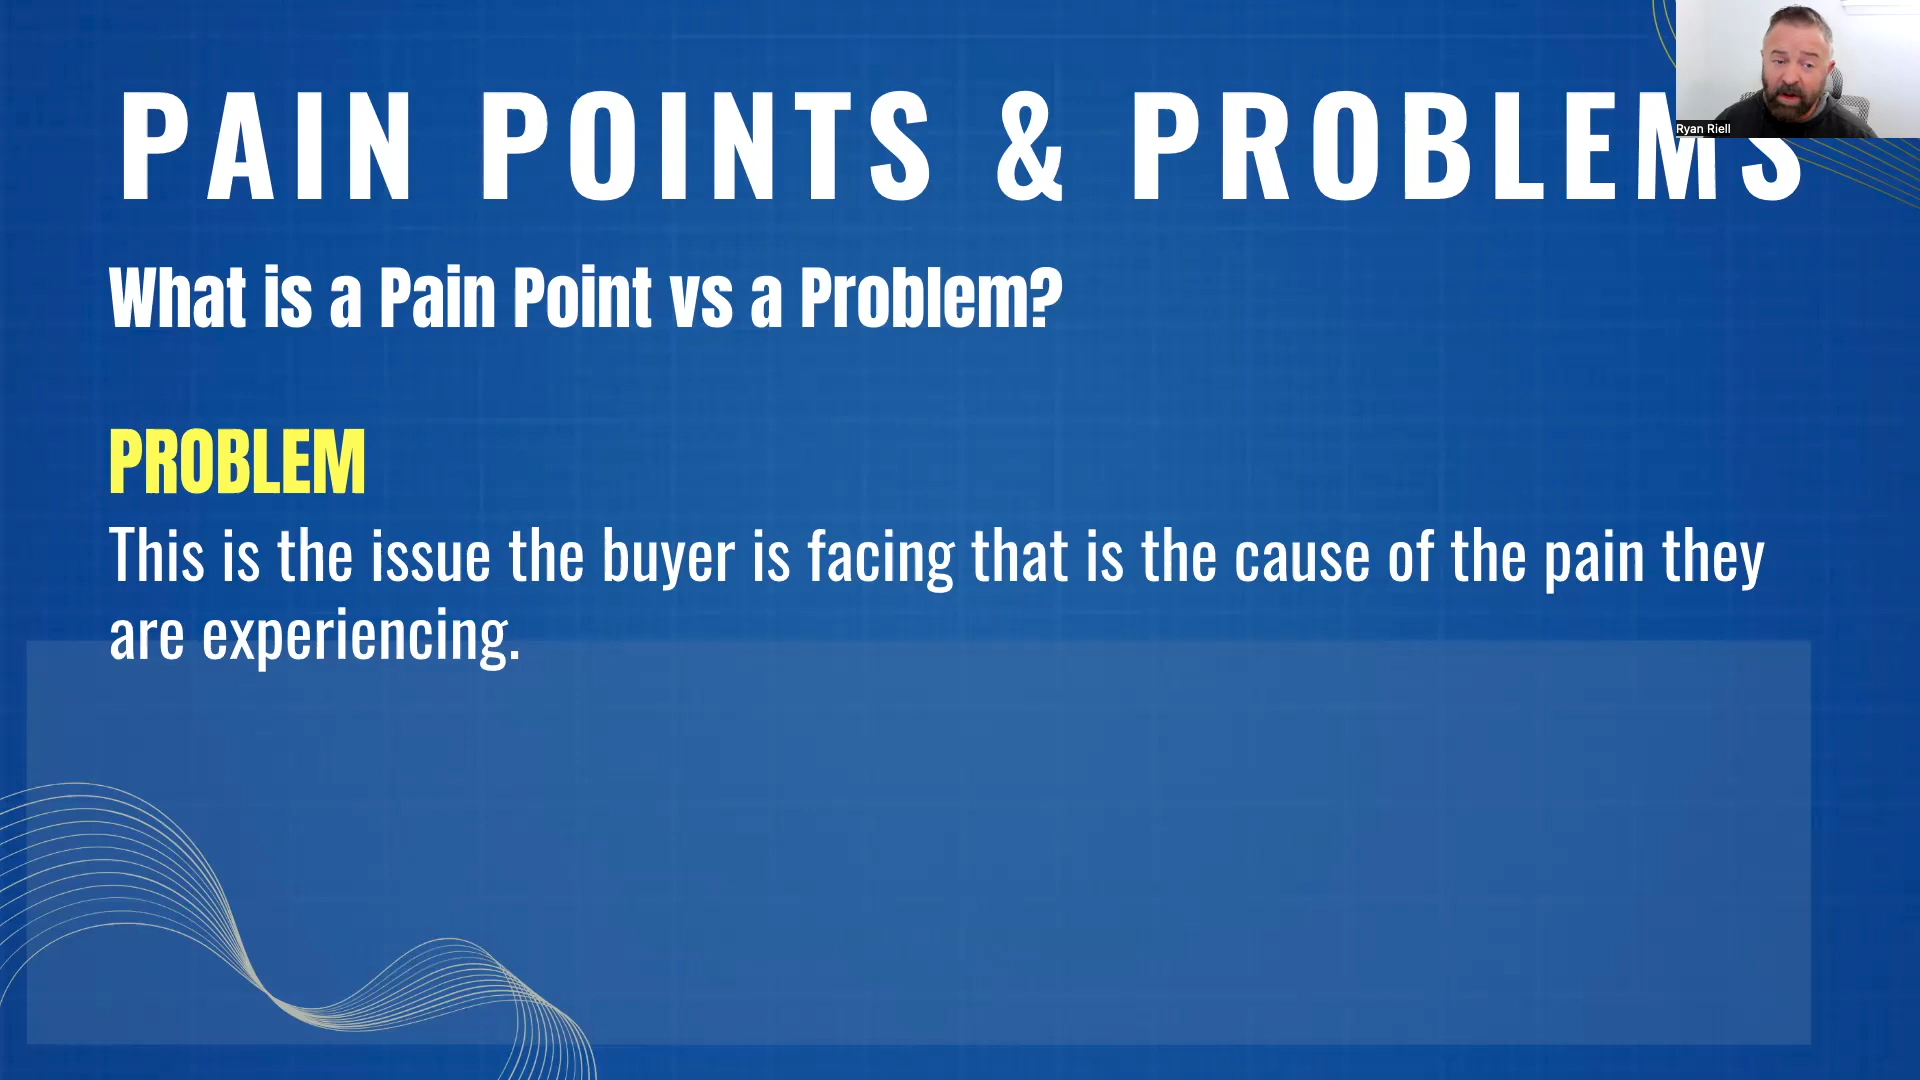 PAIN POINTS & PROBLEMS
Ryan Riell
What is a Pain Point vs a Problem?
PROBLEM
This is the issue the buyer is facing that is the cause of the pain they
are experiencing.